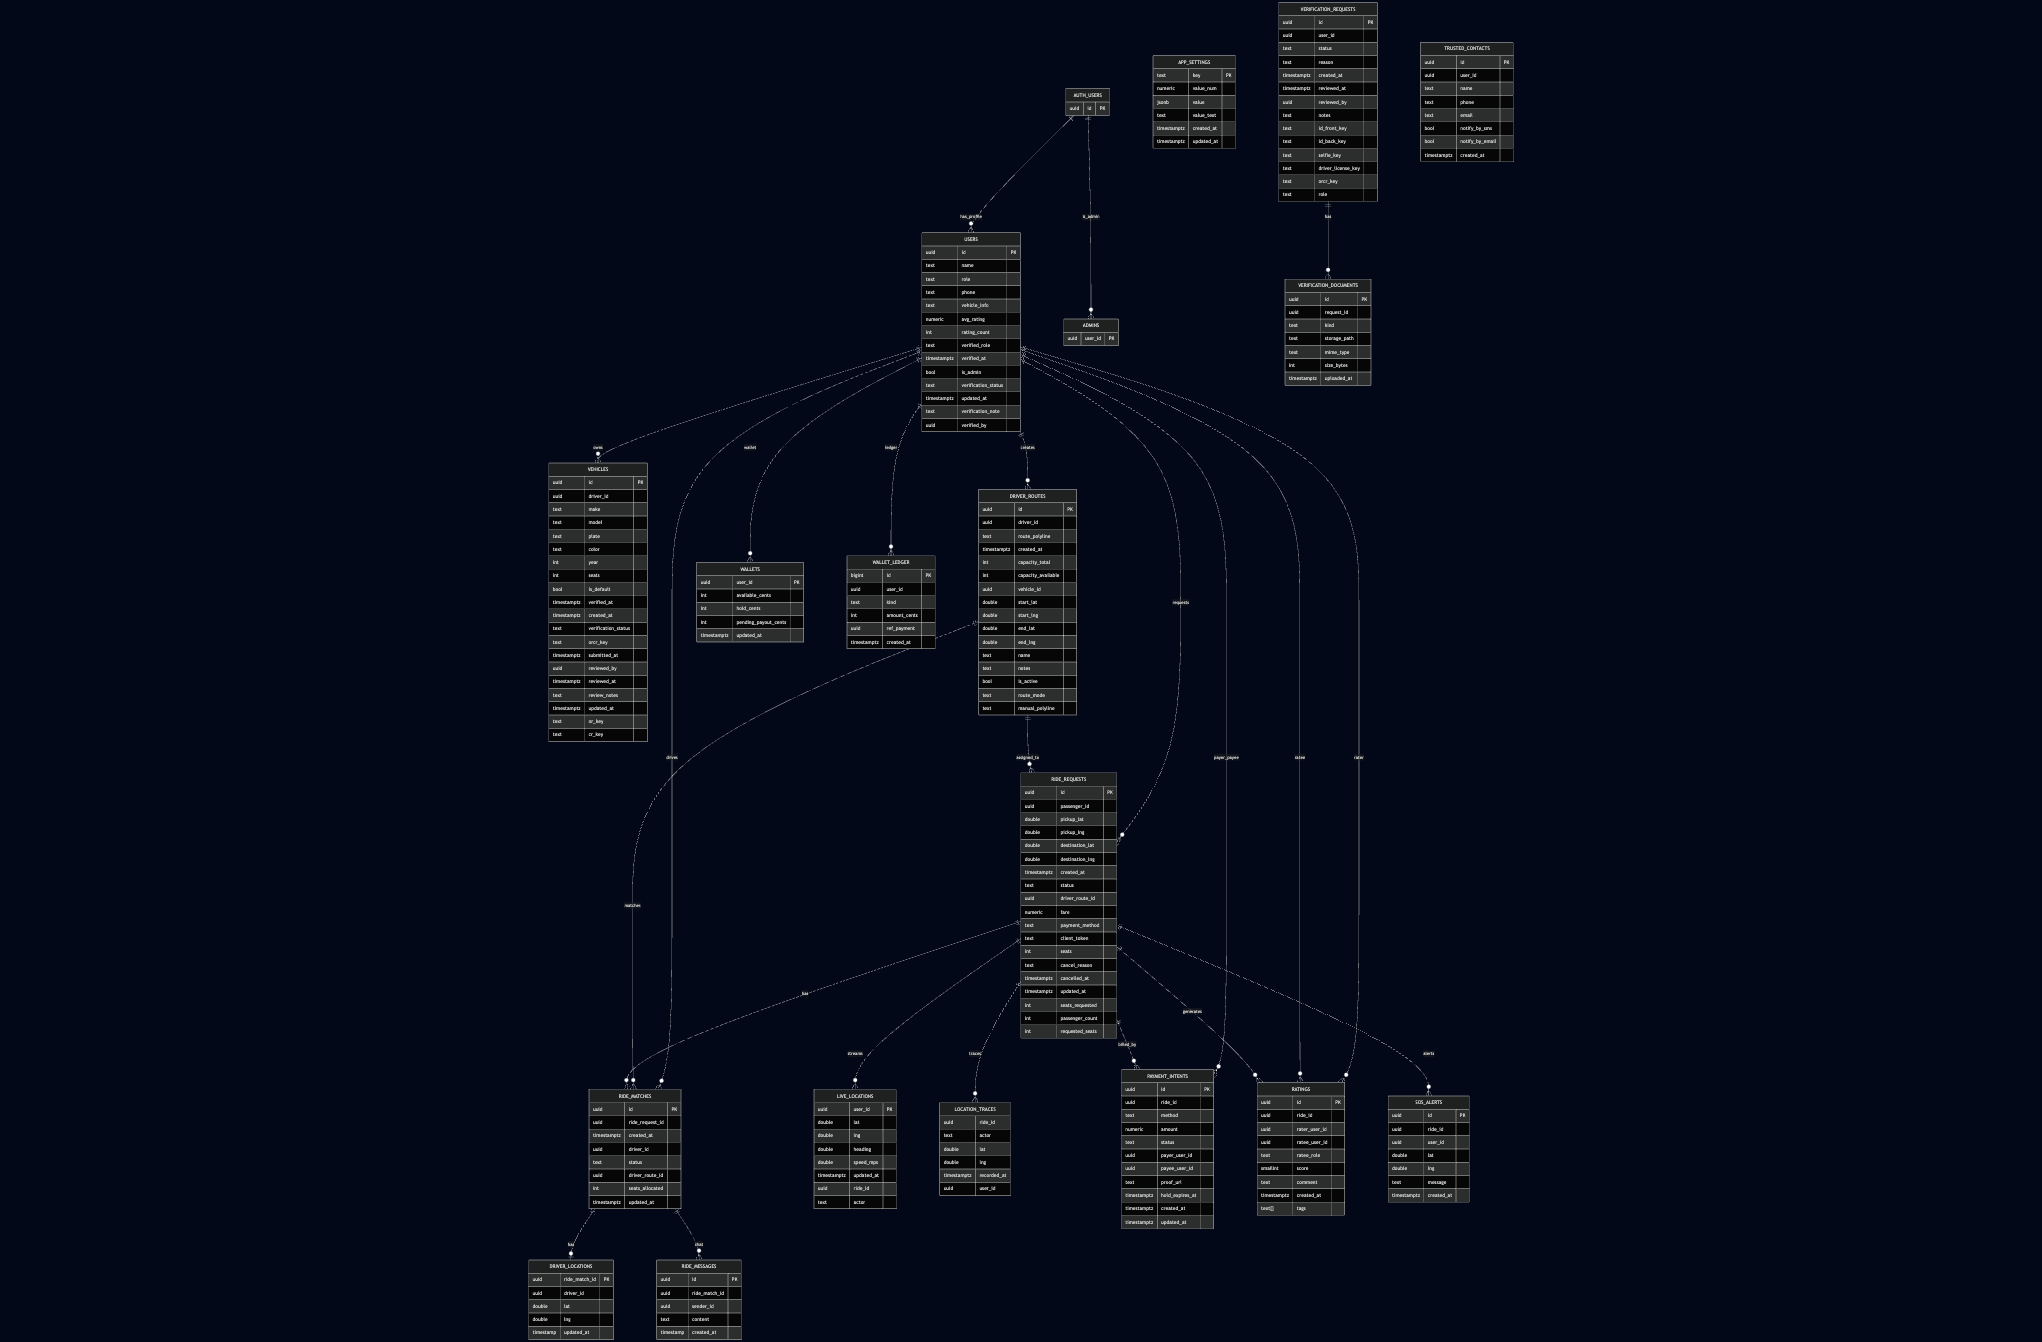 VERIFICATION_REQUESTS
uuid id PK
uuid user_id
text status
text reason
timestamptz created_at
timestamptz reviewed_at
uuid reviewed_by
text notes
text id_front_key
text id_back_key
text selfie_key
text driver_license_key
text orcr_key
text role
has
TRUSTED_CONTACTS
uuid id PK
uuid user_id
text name
text phone
text email
bool notify_by_sms
bool notify_by_email
timestamptz created_at
APP_SETTINGS
text key PK
numeric value_num
jsonb value
text value_text
timestamptz created_at
timestamptz updated_at
AUTH_USERS
uuid id PK
has_profile
is_admin
USERS
uuid id PK
text name
text role
text phone
text vehicle_info
numeric avg_rating
int rating_count
text verified_role
timestamptz verified_at
bool is_admin
text verification_status
timestamptz updated_at
text verification_note
uuid verified_by
ADMINS
uuid user_id PK
VERIFICATION_DOCUMENTS
uuid id PK
uuid request_id
text kind
text storage_path
text mime_type
int size_bytes
timestamptz uploaded_at
owns
wallet
ledger
creates
VEHICLES
uuid id PK
uuid driver_id
text make
text model
text plate
text color
int year
int seats
bool is_default
timestamptz verified_at
timestamptz created_at
text verification_status
text orcr_key
timestamptz submitted_at
uuid reviewed_by
timestamptz reviewed_at
text review_notes
timestamptz updated_at
text or_key
text cr_key
WALLETS
uuid user_id PK
int available_cents
int hold_cents
int pending_payout_cents
timestamptz updated_at
WALLET_LEDGER
bigint id PK
uuid user_id
text kind
int amount_cents
uuid ref_payment
timestamptz created_at
DRIVER_ROUTES
uuid id PK
uuid driver_id
text route_polyline
timestamptz created_at
int capacity_total
int capacity_available
uuid vehicle_id
double start_lat
double start_lng
double end_lat
double end_lng
text name
text notes
bool is_active
text route_mode
text manual_polyline
requests
drives
assigned_to
payer_payee
ratee
rater
RIDE_REQUESTS
uuid id PK
uuid passenger_id
double pickup_lat
double pickup_lng
double destination_lat
double destination_lng
timestamptz created_at
text status
uuid driver_route_id
numeric fare
text payment_method
text client_token
int seats
text cancel_reason
timestamptz cancelled_at
timestamptz updated_at
int seats_requested
int passenger_count
int requested_seats
matches
has
generates
streams
traces
billed_by
alerts
RIDE_MATCHES
uuid id PK
uuid ride_request_id
timestamptz created_at
uuid driver_id
text status
uuid driver_route_id
int seats_allocated
timestamptz updated_at
LIVE_LOCATIONS
uuid user_id PK
double lat
double lng
double heading
double speed_mps
timestamptz updated_at
uuid ride_id
text actor
LOCATION_TRACES
uuid ride_id
text actor
double lat
double lng
timestamptz recorded_at
uuid user_id
PAYMENT_INTENTS
uuid id PK
uuid ride_id
text method
numeric amount
text status
uuid payer_user_id
uuid payee_user_id
text proof_url
timestamptz hold_expires_at
timestamptz created_at
timestamptz updated_at
RATINGS
uuid id PK
uuid ride_id
uuid rater_user_id
uuid ratee_user_id
text ratee_role
smallint score
text comment
timestamptz created_at
text[] tags
SOS_ALERTS
uuid id PK
uuid ride_id
uuid user_id
double lat
double lng
text message
timestamptz created_at
has
chat
DRIVER_LOCATIONS
uuid ride_match_id PK
uuid driver_id
double lat
double lng
timestamp updated_at
RIDE_MESSAGES
uuid id PK
uuid ride_match_id
uuid sender_id
text content
timestamp created_at